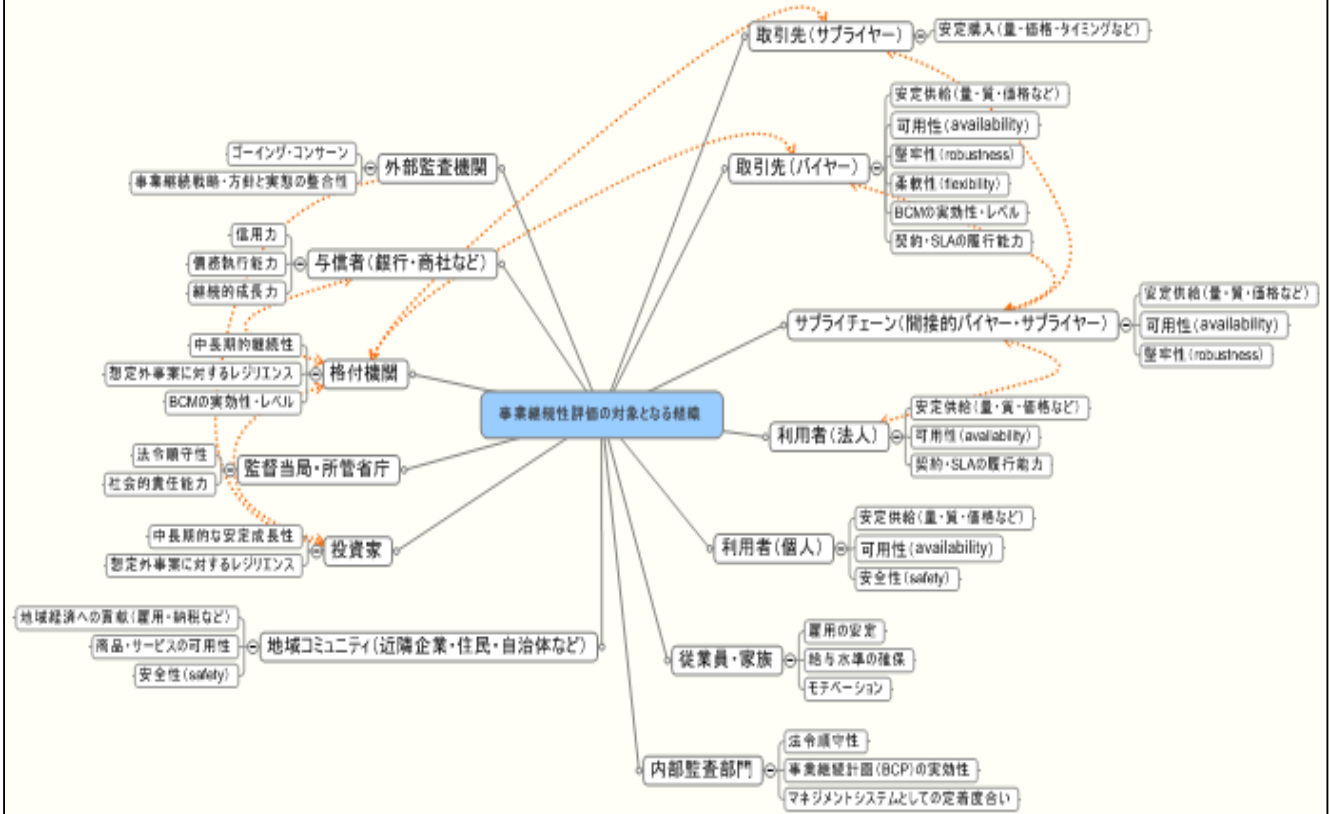 事業継続性評価の対象となる組織
取引先(サプライヤー)
安定購入(量・価格・タイミングなど)
取引先(バイヤー)
安定供給(量・質・価格など)
可用性(availability)
堅牢性(robustness)
柔軟性(flexibility)
BCMの実効性・レベル
契約・SLAの履行能力
サプライチェーン(間接的バイヤー・サプライヤー)
安定供給(量・質・価格など)
可用性(availability)
堅牢性(robustness)
利用者(法人)
安定供給(量・質・価格など)
可用性(availability)
契約・SLAの履行能力
利用者(個人)
安定供給(量・質・価格など)
可用性(availability)
安全性(safety)
従業員・家族
雇用の安定
給与水準の確保
モチベーション
内部監査部門
法令順守性
事業継続計画(BCP)の実効性
マネジメントシステムとしての定着度合い
外部監査機関
ゴーイング・コンサーン
事業継続戦略・方針と実態の整合性
与信者(銀行・商社など)
信用力
債務執行能力
継続的成長力
格付機関
中長期的継続性
想定外事案に対するレジリエンス
BCMの実効性・レベル
監督当局・所管省庁
法令順守性
社会的責任能力
投資家
中長期的な安定成長性
想定外事案に対するレジリエンス
地域コミュニティ(近隣企業・住民・自治体など)
地域経済への貢献(雇用・納税など)
商品・サービスの可用性
安全性(safety)